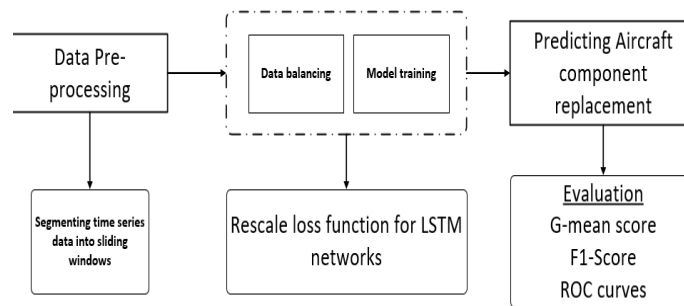 Data Pre-
processing
Data balancing
Model training
Predicting Aircraft
component
replacement
Segmenting time series
data into sliding
windows
Rescale loss function for LSTM
networks
Evaluation
G-mean score
F1-Score
ROC curves